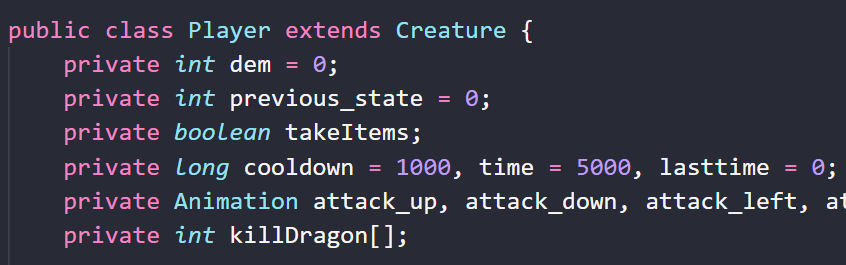 public class Player extends Creature {
    private int dem = 0;
    private int previous_state = 0;
    private boolean takeItems;
    private long cooldown = 1000, time = 5000, lasttime = 0;
    private Animation attack_up, attack_down, attack_left,
    private int killDragon[];